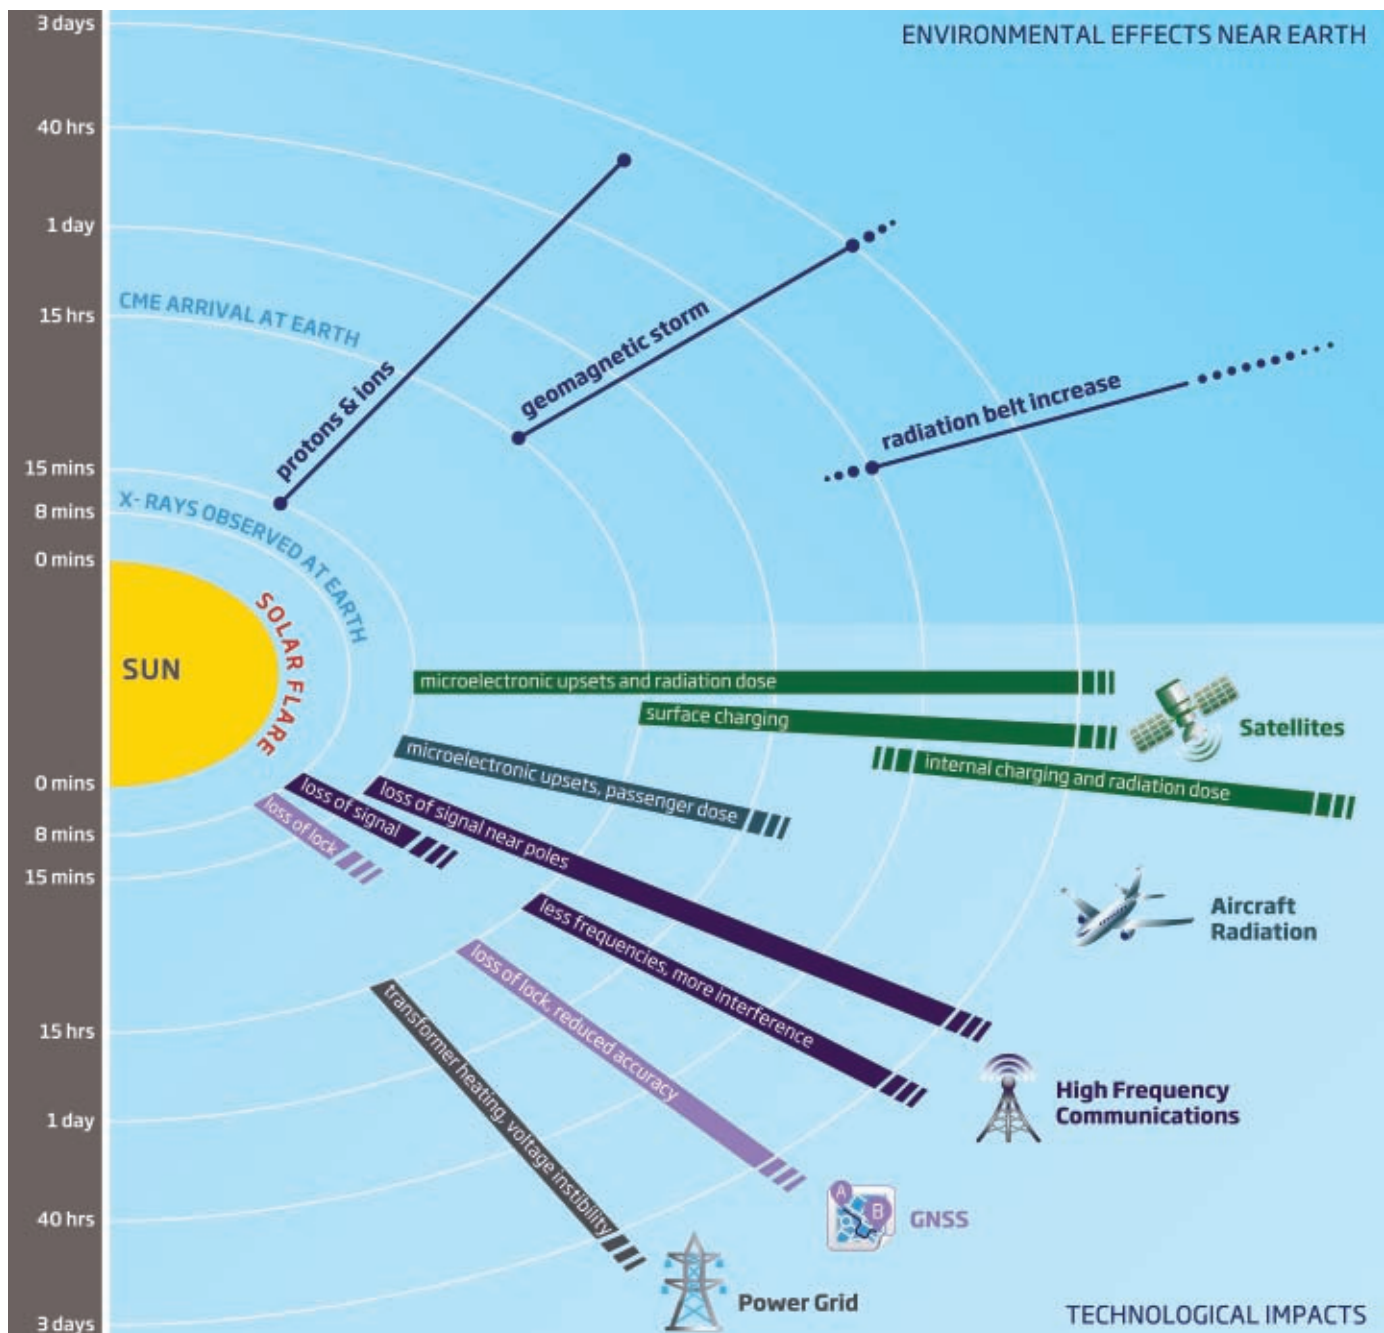 3 days
ENVIRONMENTAL EFFECTS NEAR EARTH
40 hrs
1 day
CME ARRIVAL AT EARTH
15 hrs
protons & ions
geomagnetic storm
radiation belt increase
15 mins
X- RAYS OBSERVED AT EARTH
8 mins
0 mins
SOLAR FLARE
SUN
microelectronic upsets and radiation dose
surface charging
Satellites
internal charging and radiation dose
microelectronic upsets, passenger dose
0 mins
loss of signal near poles
loss of signal
loss of lock
8 mins
15 mins
Aircraft
Radiation
less frequencies, more interference
loss of lock, reduced accuracy
transformer heating, voltage instibility
15 hrs
High Frequency
Communications
1 day
A
B
GNSS
40 hrs
Power Grid
TECHNOLOGICAL IMPACTS
3 days